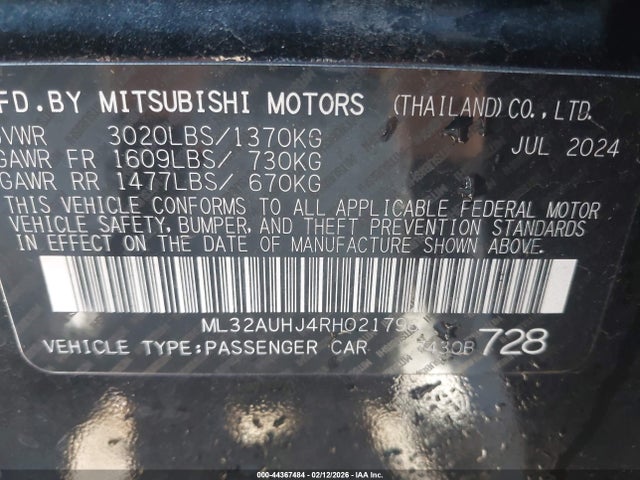 FD.BY MITSUBISHI MOTORS (THAILAND) CO., LTD.
VWR 3020LBS/1370KG JUL 2024
GAWR FR 1609LBS/ 730KG
GAWR RR 1477LBS/ 670KG
THIS VEHICLE CONFORMS TO ALL APPLICABLE FEDERAL MOTOR
VEHICLE SAFETY, BUMPER, AND THEFT PREVENTION STANDARDS
IN EFFECT ON THE DATE OF MANUFACTURE SHOWN ABOVE.
VEHICLE TYPE:PASSENGER CAR 728
000-44367484 - 02/12/2026 - IAA Inc.